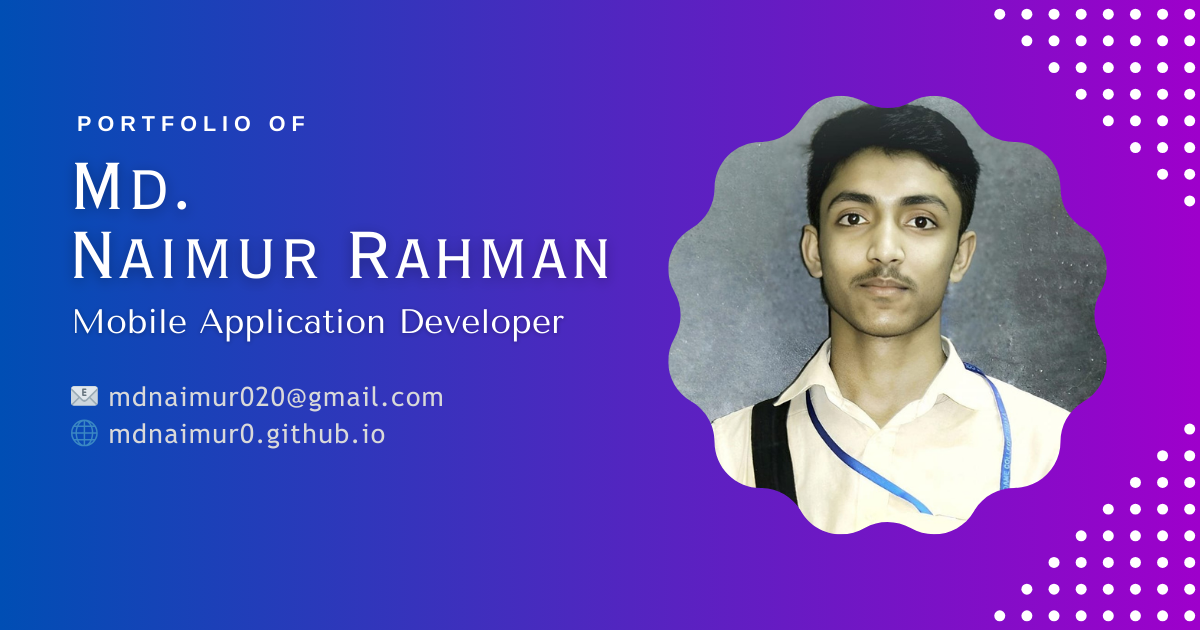 PORTFOLIO OF
MD.
NAIMUR RAHMAN
Mobile Application Developer
mdnaimur020@gmail.com
mdnaimur0.github.io